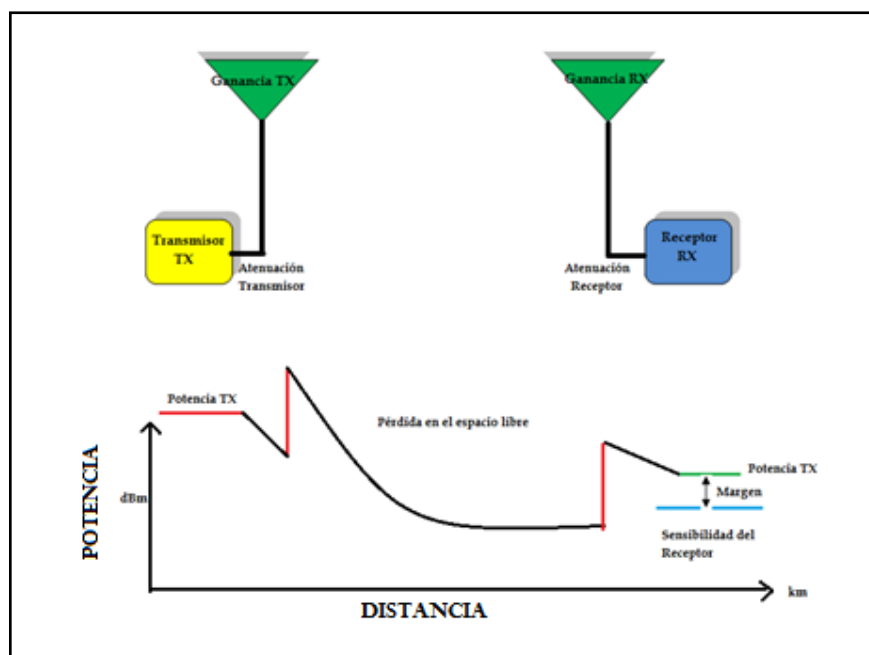 Ganancia TX
Ganancia RX
Transmisor
TX
Atenuación
Transmisor
Atenuación
Receptor
Receptor
RX
Potencia TX
Pérdida en el espacio libre
Potencia TX
Margen
Sensibilidad del
Receptor
POTENCIA
dBm
km
DISTANCIA